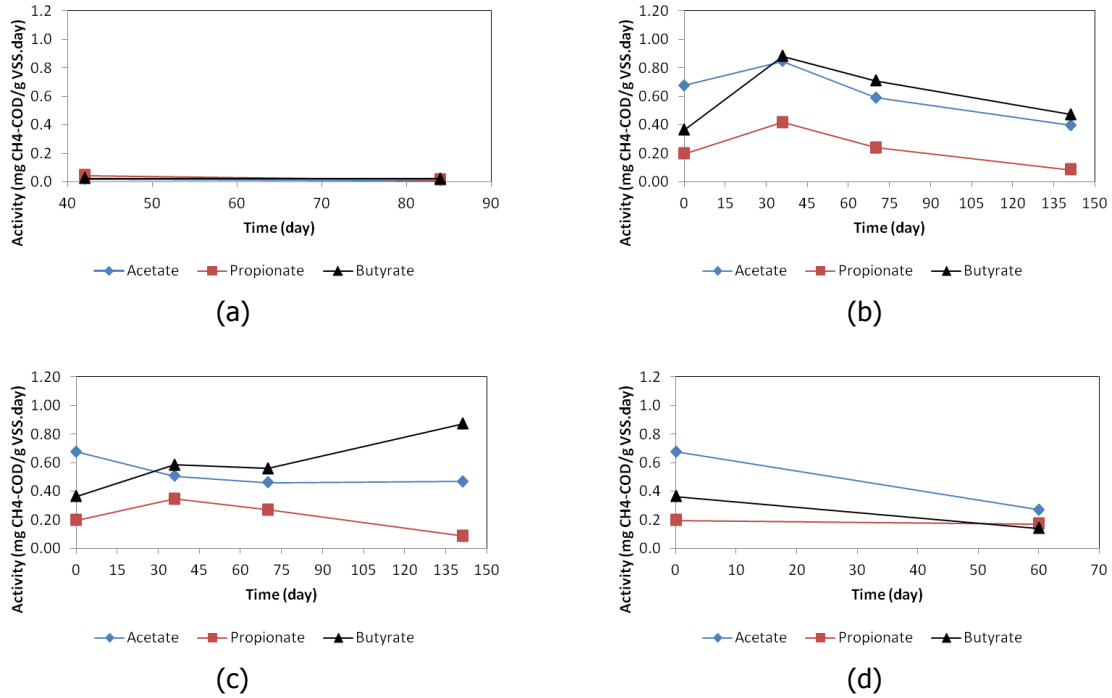 Activity (mg CH4-COD/g VSS.day)
1.2
1.0
0.8
0.6
0.4
0.2
0.0
40 50 60 70 80 90
Time (day)
Acetate Propionate Butyrate
(a)
Activity (mg CH4-COD/g VSS.day)
1.20
1.00
0.80
0.60
0.40
0.20
0.00
0 15 30 45 60 75 90 105 120 135 150
Time (day)
Acetate Propionate Butyrate
(b)
Activity (mg CH4-COD/g VSS.day)
1.20
1.00
0.80
0.60
0.40
0.20
0.00
0 15 30 45 60 75 90 105 120 135 150
Time (day)
Acetate Propionate Butyrate
(c)
Activity (mg CH4-COD/g VSS.day)
1.2
1.0
0.8
0.6
0.4
0.2
0.0
0 10 20 30 40 50 60 70
Time (day)
Acetate Propionate Butyrate
(d)